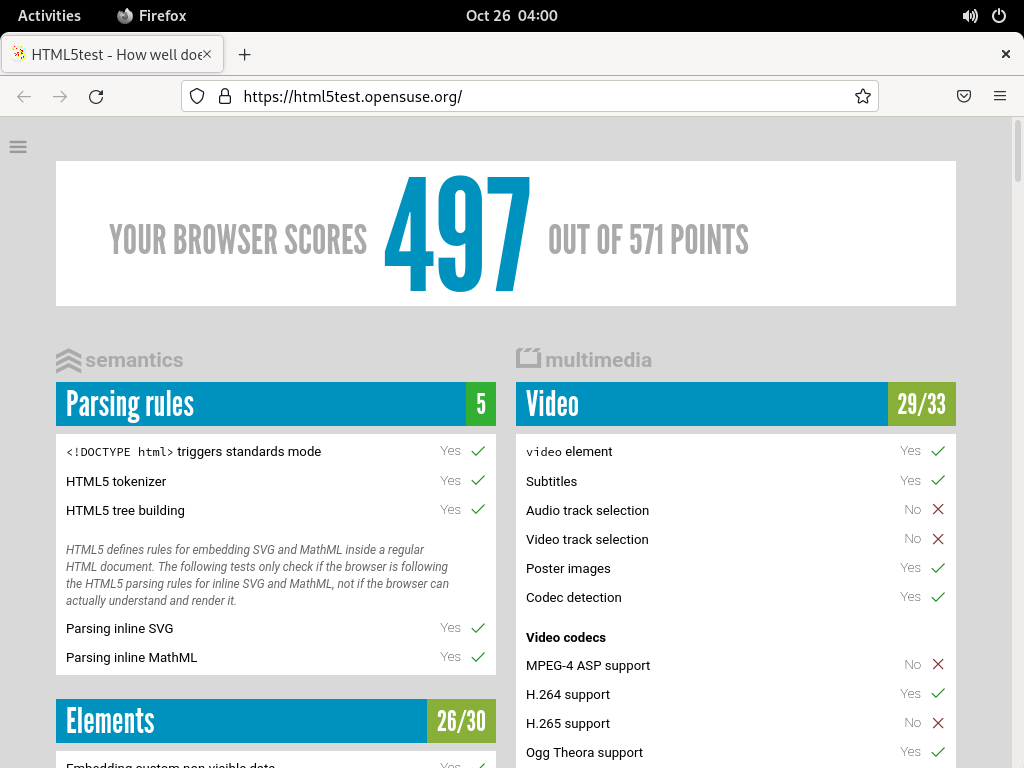 Activities
Firefox
Oct 26 04:00
HTML5test - How well doe
https://html5test.opensuse.org/
YOUR BROWSER SCORES 497 OUT OF 571 POINTS
semantics
Parsing rules 5
<!DOCTYPE html> triggers standards mode Yes
HTML5 tokenizer Yes
HTML5 tree building Yes
HTML5 defines rules for embedding SVG and MathML inside a regular
HTML document. The following tests only check if the browser is following
the HTML5 parsing rules for inline SVG and MathML, not if the browser can
actually understand and render it.
Parsing inline SVG Yes
Parsing inline MathML Yes
Elements 26/30
Embedding custom non-visible data Yes
multimedia
Video 29/33
video element Yes
Subtitles Yes
Audio track selection No
Video track selection No
Poster images Yes
Codec detection Yes
Video codecs
MPEG-4 ASP support No
H.264 support Yes
H.265 support No
Ogg Theora support Yes